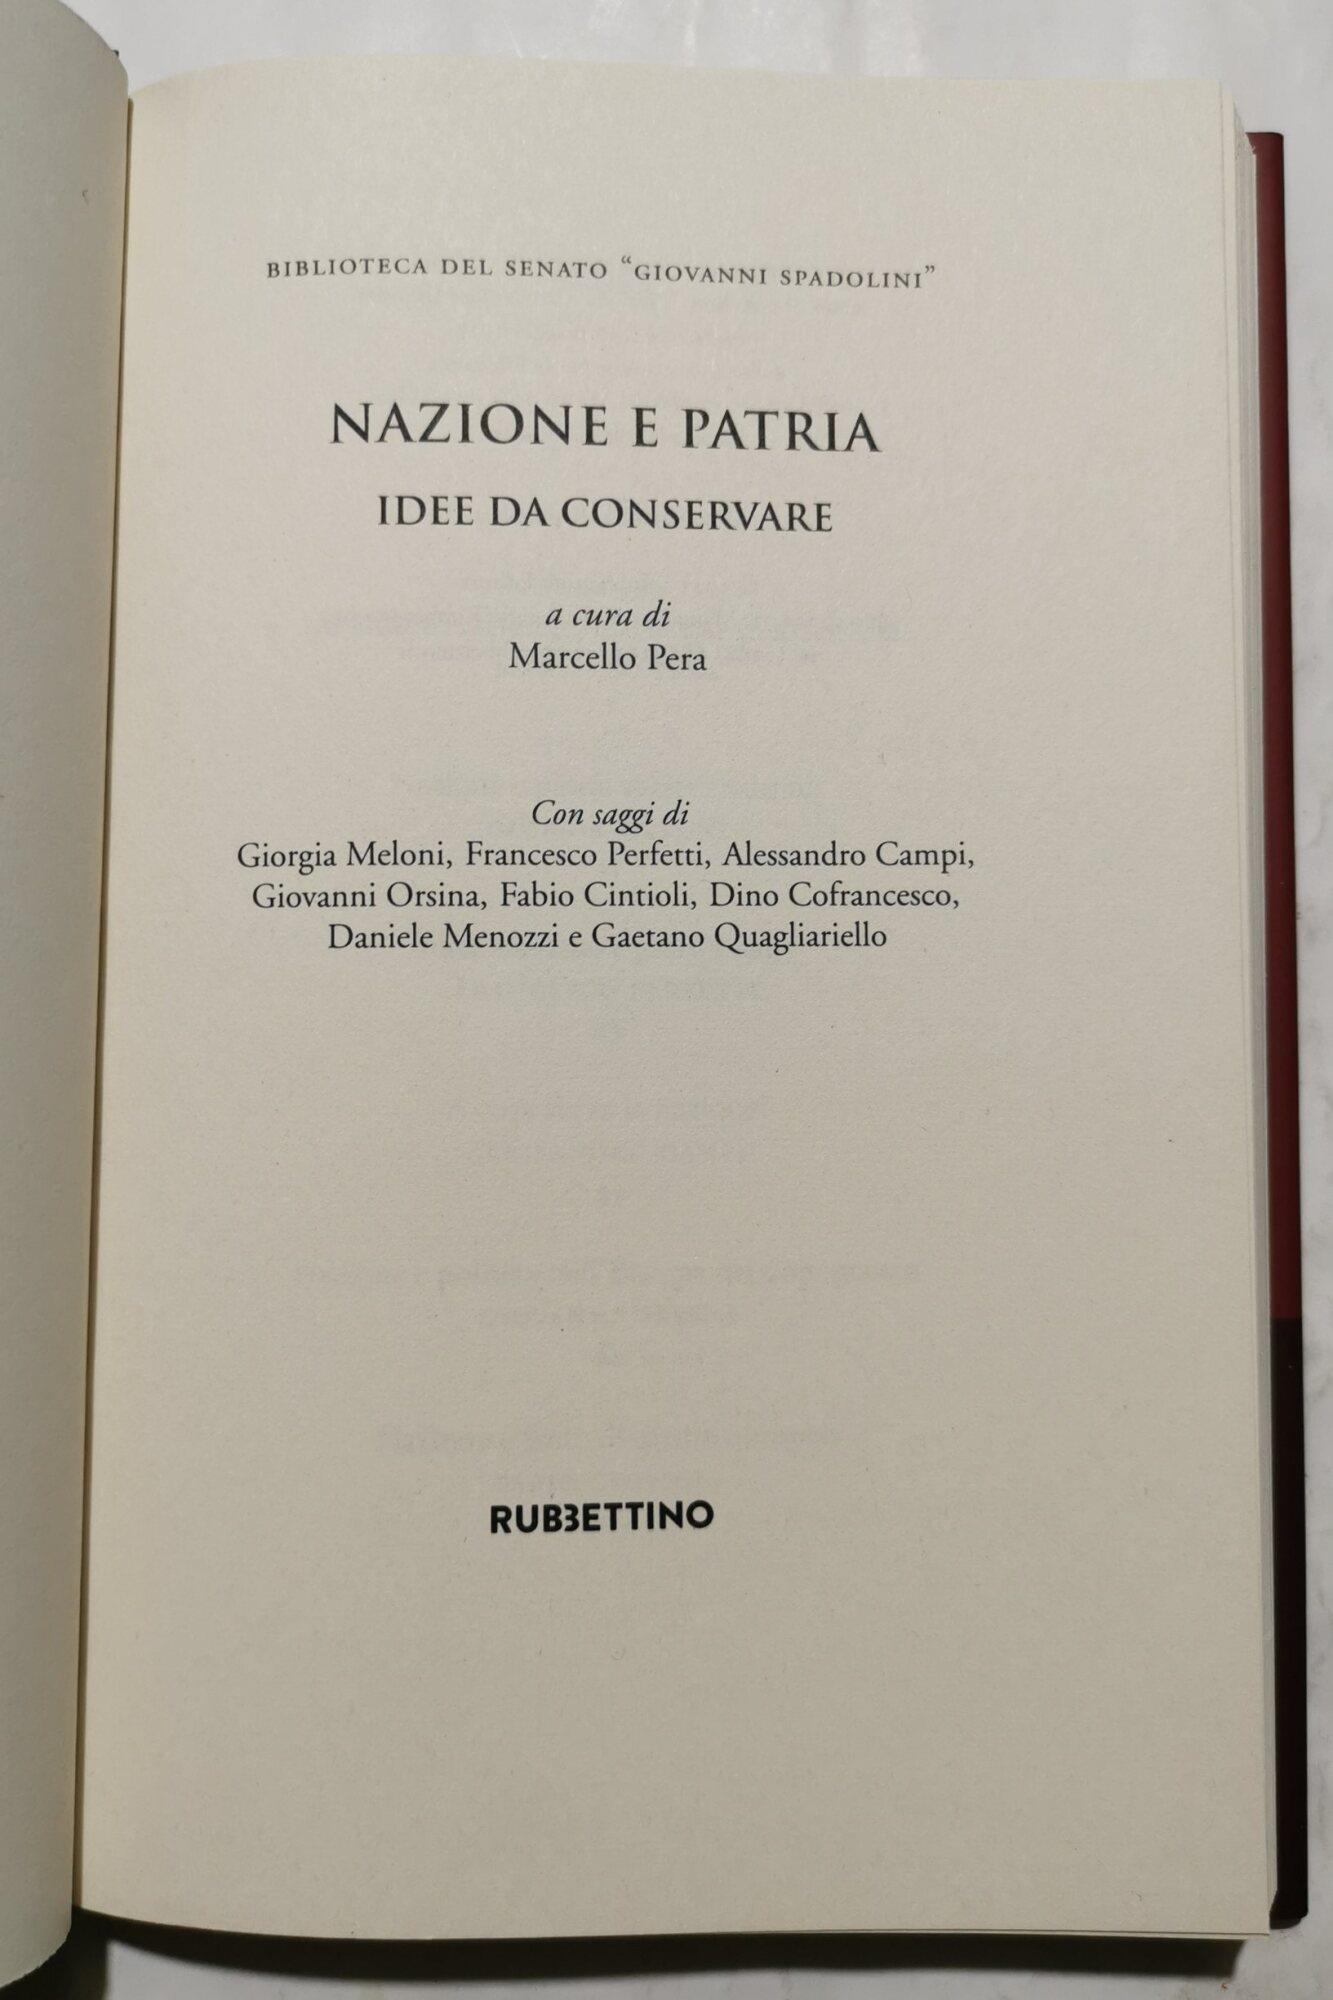 BIBLIOTECA DEL SENATO “GIOVANNI SPADOLINI”
NAZIONE E PATRIA
IDEE DA CONSERVARE
a cura di
Marcello Pera
Con saggi di
Giorgia Meloni, Francesco Perfetti, Alessandro Campi,
Giovanni Orsina, Fabio Cintioli, Dino Cofrancesco,
Daniele Menozzi e Gaetano Quagliariello
RUBBETTINO